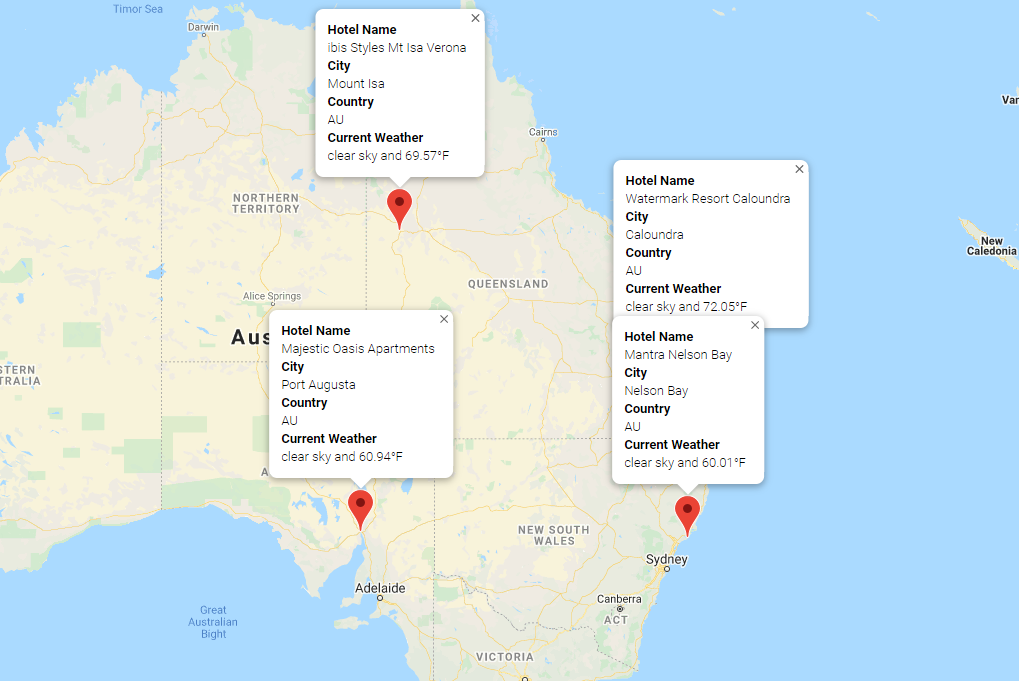 Timor Sea
Darwin
Hotel Name
ibis Styles Mt Isa Verona
City
Mount Isa
Country
AU
Current Weather
clear sky and 69.57°F
Cairns
NORTHERN
TERRITORY
QUEENSLAND
Alice Springs
Hotel Name
Watermark Resort Caloundra
City
Caloundra
Country
AU
Current Weather
clear sky and 72.05°F
New
Caledonia
Hotel Name
Majestic Oasis Apartments
City
Port Augusta
Country
AU
Current Weather
clear sky and 60.94°F
Hotel Name
Mantra Nelson Bay
City
Nelson Bay
Country
AU
Current Weather
clear sky and 60.01°F
NEW SOUTH
WALES
Sydney
Adelaide
Canberra
ACT
Great
Australian
Bight
VICTORIA